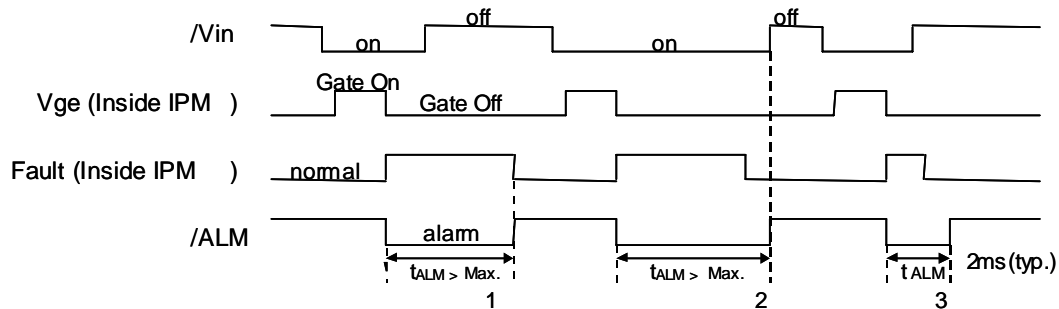 /Vin
off
off
on
on
Gate On
Vge (Inside IPM )
Gate Off
Fault (Inside IPM )
normal
/ALM
alarm
tALM > Max.
tALM > Max.
tALM
2ms(typ.)
1
2
3